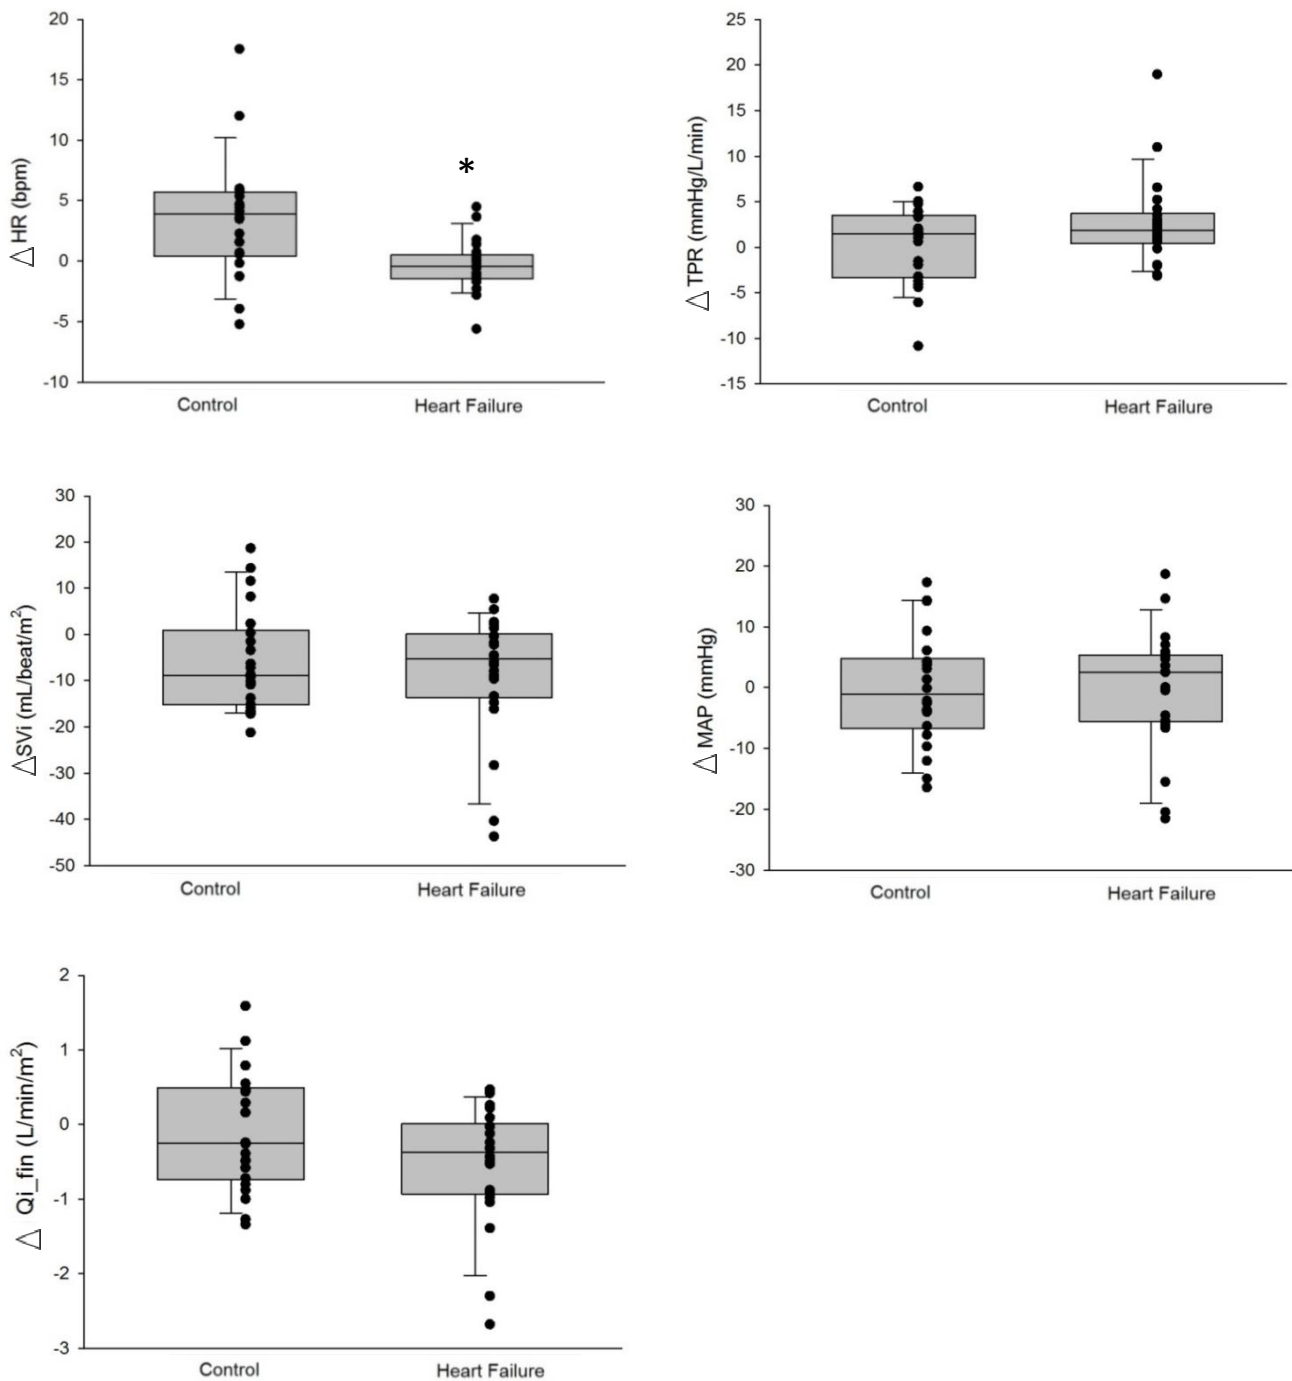 20
15
10
5
0
-5
-10
△ HR (bpm)
*
Control
Heart Failure
25
20
15
10
5
0
-5
-10
-15
△ TPR (mmHg/L/min)
Control
Heart Failure
30
20
10
0
-10
-20
-30
-40
-50
△SVi (mL/beat/m²)
Control
Heart Failure
30
20
10
0
-10
-20
-30
△ MAP (mmHg)
Control
Heart Failure
2
1
0
-1
-2
-3
△ Qi_fin (L/min/m²)
Control
Heart Failure